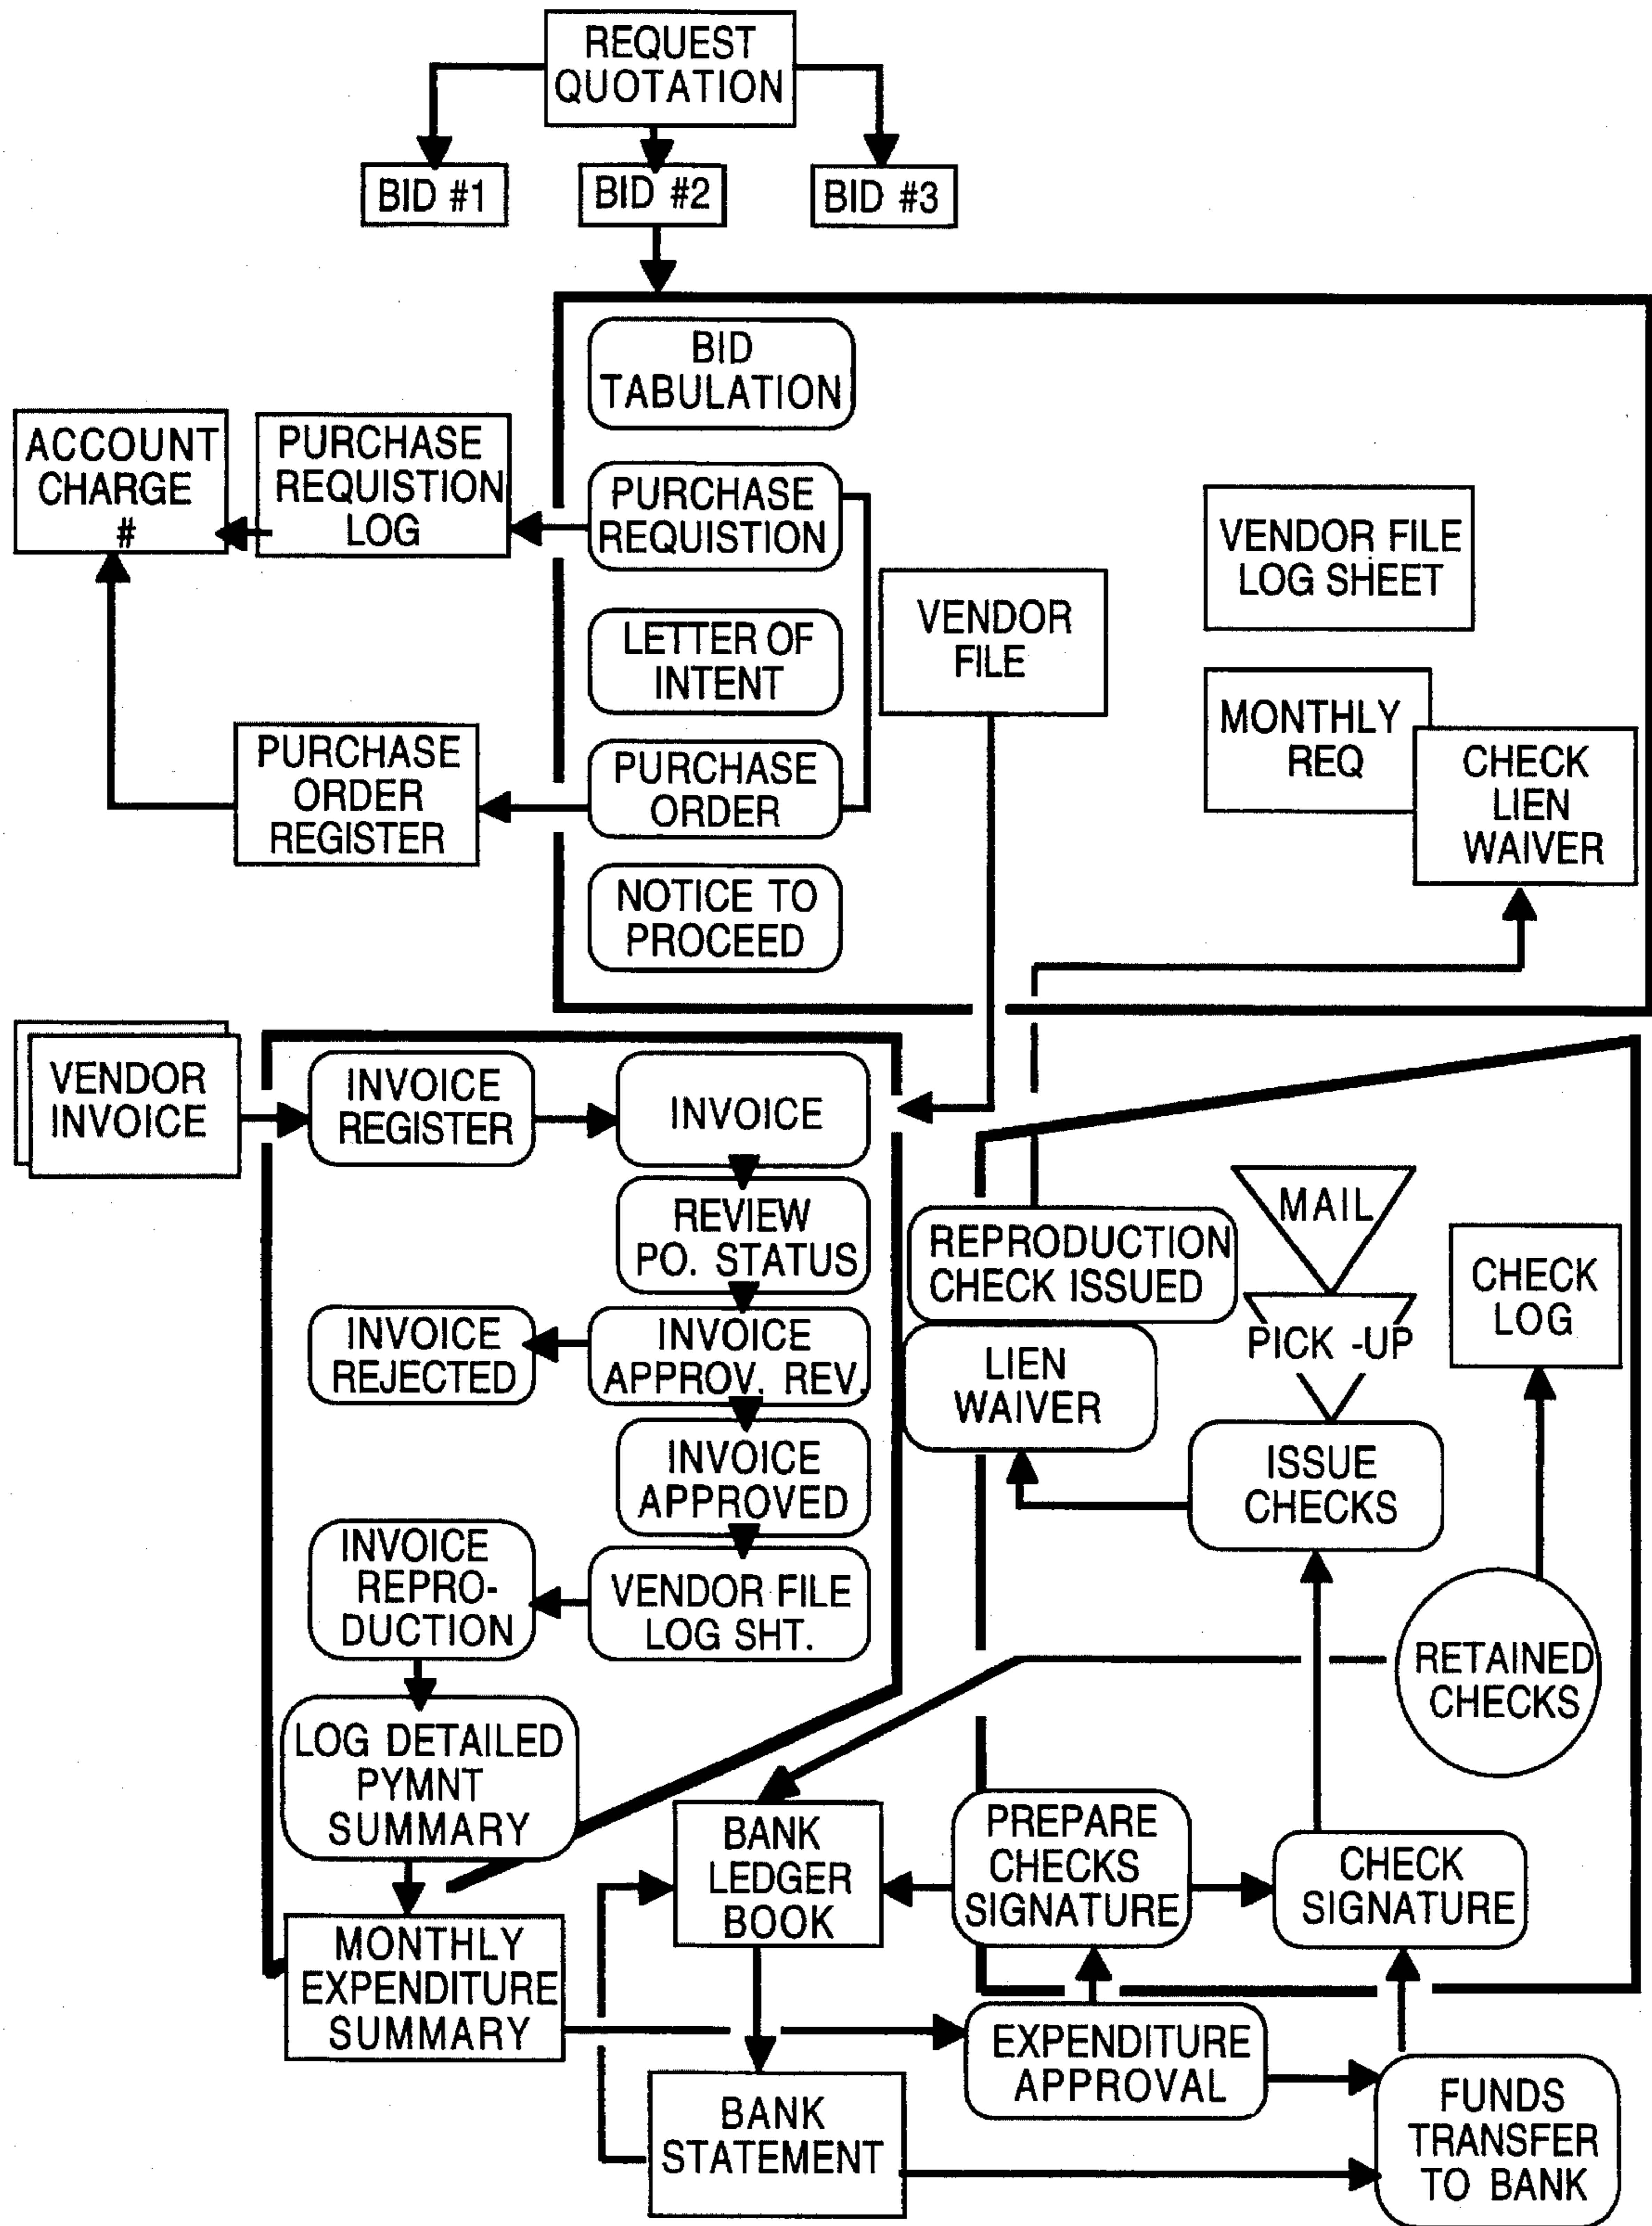 REQUEST
QUOTATION
BID #1
BID #2
BID #3
BID
TABULATION
ACCOUNT
CHARGE
#
PURCHASE
REQUISTION
LOG
PURCHASE
REQUISTION
VENDOR FILE
LOG SHEET
VENDOR
FILE
LETTER OF
INTENT
MONTHLY
REQ
CHECK
LIEN
WAIVER
PURCHASE
ORDER
REGISTER
PURCHASE
ORDER
NOTICE TO
PROCEED
VENDOR
INVOICE
INVOICE
REGISTER
INVOICE
REVIEW
PO. STATUS
REPRODUCTION
CHECK ISSUED
MAIL
CHECK
LOG
INVOICE
REJECTED
INVOICE
APPROV. REV.
LIEN
WAIVER
PICK -UP
INVOICE
APPROVED
ISSUE
CHECKS
INVOICE
REPRO-
DUCTION
VENDOR FILE
LOG SHT.
RETAINED
CHECKS
LOG DETAILED
PYMNT
SUMMARY
BANK
LEDGER
BOOK
PREPARE
CHECKS
SIGNATURE
CHECK
SIGNATURE
MONTHLY
EXPENDITURE
SUMMARY
EXPENDITURE
APPROVAL
BANK
STATEMENT
FUNDS
TRANSFER
TO BANK